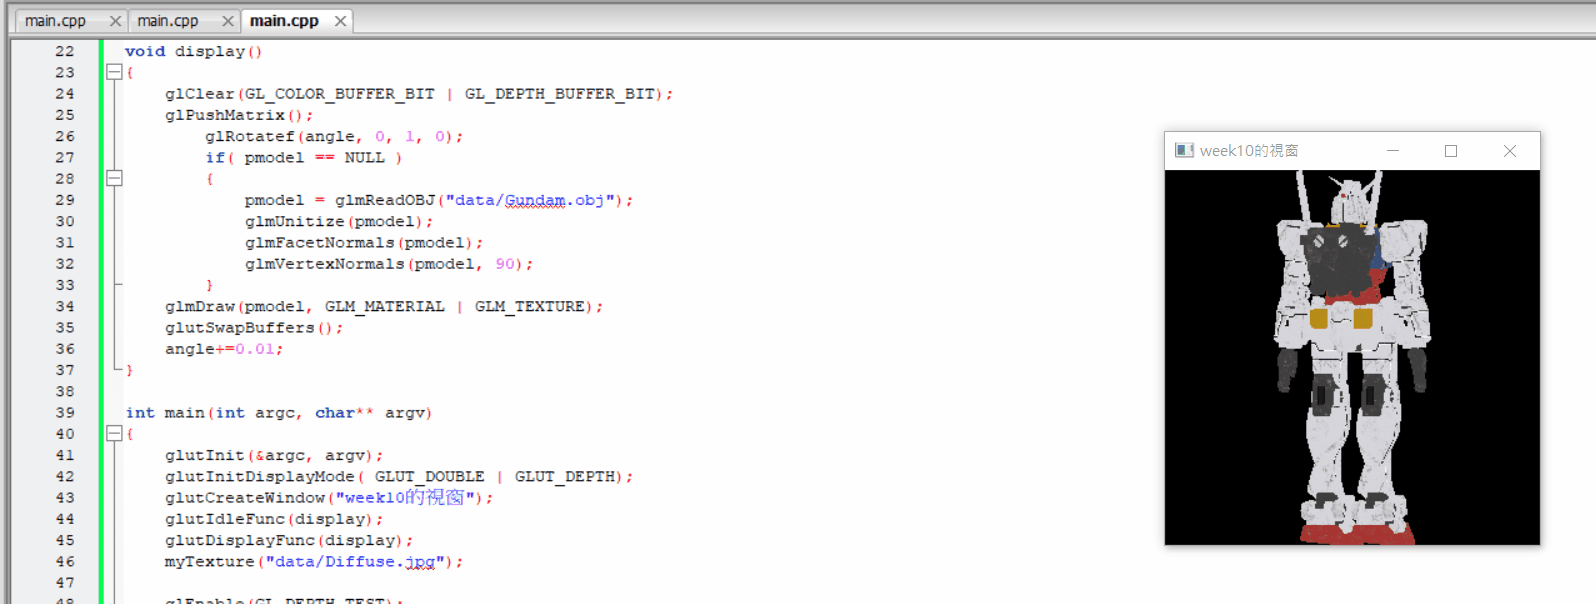 main.cpp main.cpp main.cpp
22 void display()
23 {
24 glClear(GL_COLOR_BUFFER_BIT | GL_DEPTH_BUFFER_BIT);
25 glPushMatrix();
26 glRotatef(angle, 0, 1, 0);
27 if( pmodel == NULL )
28 {
29 pmodel = glmReadOBJ("data/Gundam.obj");
30 glmUnitize(pmodel);
31 glmFacetNormals(pmodel);
32 glmVertexNormals(pmodel, 90);
33 }
34 glmDraw(pmodel, GLM_MATERIAL | GLM_TEXTURE);
35 glutSwapBuffers();
36 angle+=0.01;
37 }
38
39 int main(int argc, char** argv)
40 {
41 glutInit(&argc, argv);
42 glutInitDisplayMode( GLUT_DOUBLE | GLUT_DEPTH);
43 glutCreateWindow("week10的視窗");
44 glutIdleFunc(display);
45 glutDisplayFunc(display);
46 myTexture("data/Diffuse.jpg");
47
48 glEnable(GL_DEPTH_TEST);
week10的視窗